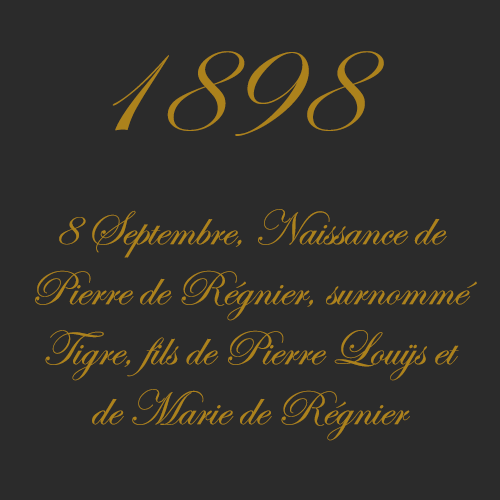 1898
8 Septembre, Naissance de
Pierre de Régnier, surnommé
Tigre, fils de Pierre Louÿs et
de Marie de Régnier